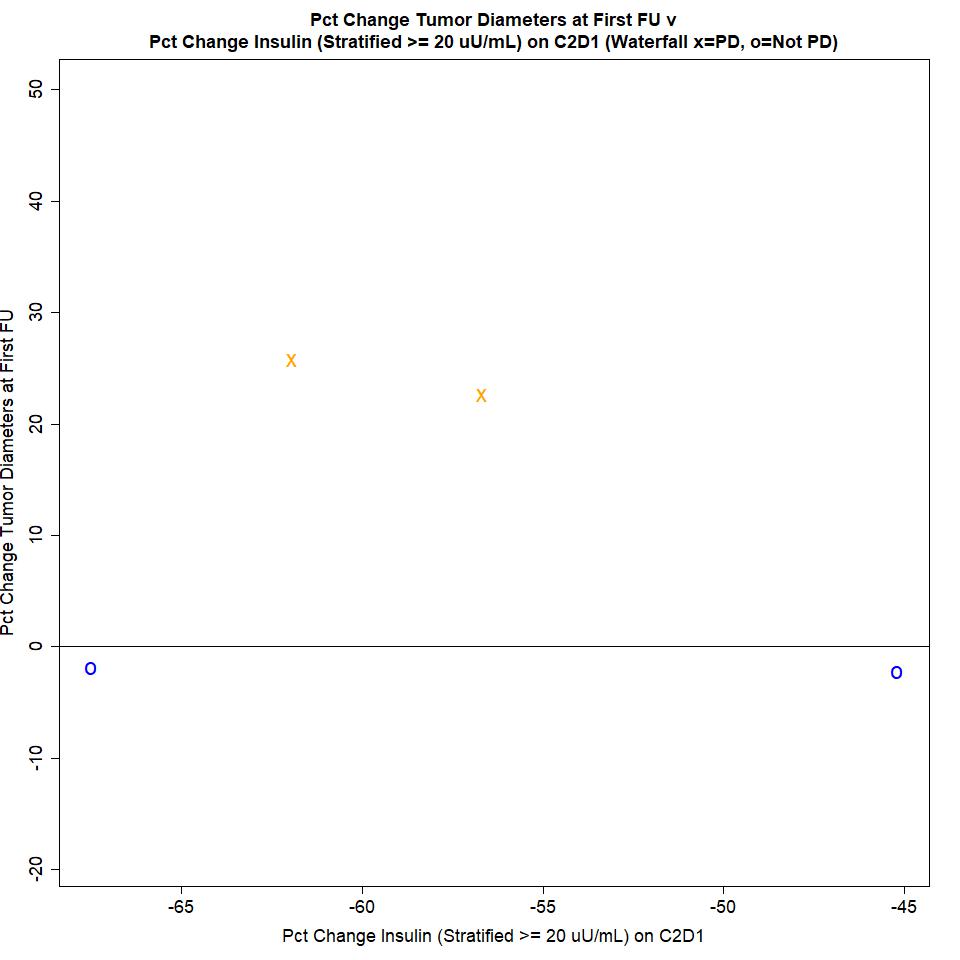 Pct Change Tumor Diameters at First FU v
Pct Change Insulin (Stratified >= 20 uU/mL) on C2D1 (Waterfall x=PD, o=Not PD)
Pct Change Tumor Diameters at First FU
50
40
30
20
10
0
-10
-20
x
x
o
o
-65
-60
-55
-50
-45
Pct Change Insulin (Stratified >= 20 uU/mL) on C2D1